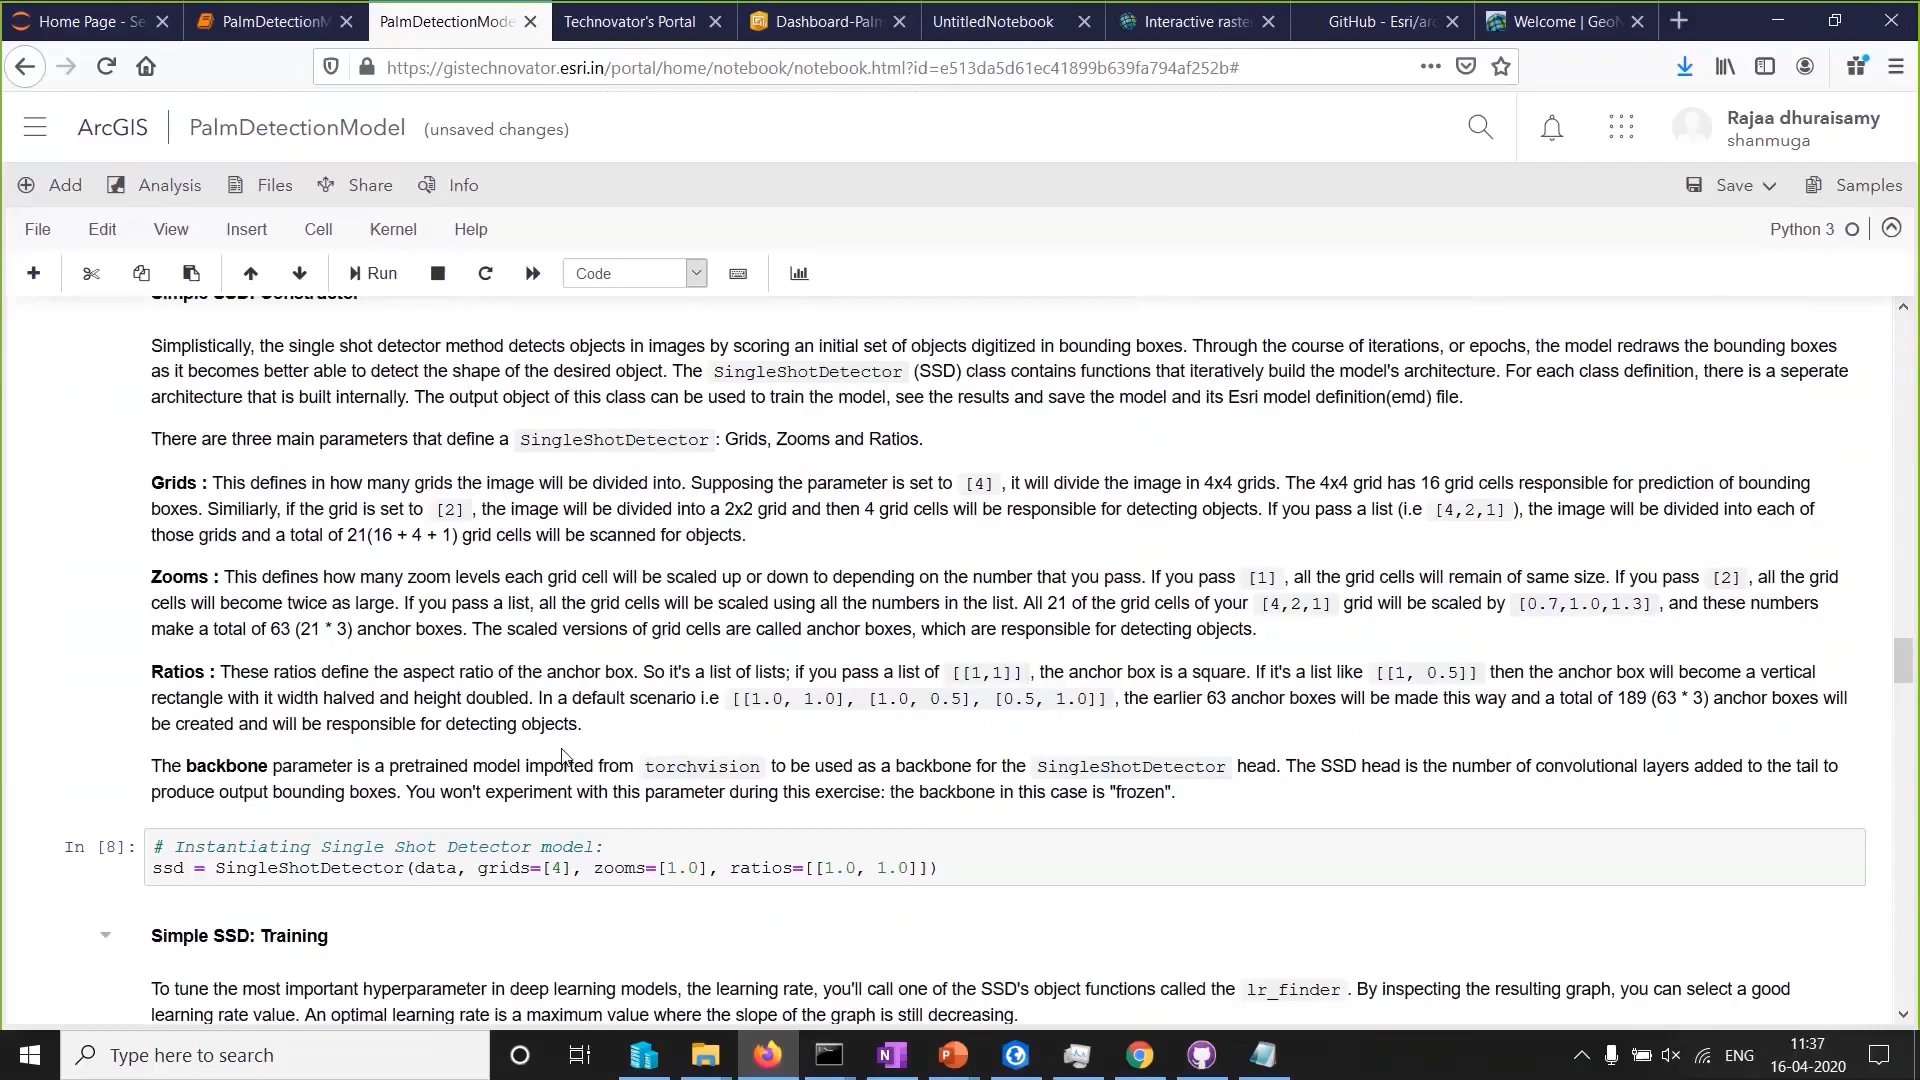 Home Page - Se
PalmDetectionM
PalmDetectionMode
Technovator's Portal
Dashboard-Palm
UntitledNotebook
Interactive raste
GitHub - Esri/arc
Welcome | GeoN
https://gistechnovator.esri.in/portal/home/notebook/notebook.html?id=e513da5d61ec41899b639fa794af252b#
ArcGIS
PalmDetectionModel (unsaved changes)
Rajaa dhuraisamy
shanmuga
Add Analysis Files Share Info
Save Samples
File Edit View Insert Cell Kernel Help
Python 3
Run Code
Simple SSD: Constructor
Simplistically, the single shot detector method detects objects in images by scoring an initial set of objects digitized in bounding boxes. Through the course of iterations, or epochs, the model redraws the bounding boxes
as it becomes better able to detect the shape of the desired object. The SingleShotDetector (SSD) class contains functions that iteratively build the model's architecture. For each class definition, there is a seperate
architecture that is built internally. The output object of this class can be used to train the model, see the results and save the model and its Esri model definition(emd) file.
There are three main parameters that define a SingleShotDetector: Grids, Zooms and Ratios.
Grids : This defines in how many grids the image will be divided into. Supposing the parameter is set to [4], it will divide the image in 4x4 grids. The 4x4 grid has 16 grid cells responsible for prediction of bounding
boxes. Similiarly, if the grid is set to [2], the image will be divided into a 2x2 grid and then 4 grid cells will be responsible for detecting objects. If you pass a list (i.e [4,2,1]), the image will be divided into each of
those grids and a total of 21(16 + 4 + 1) grid cells will be scanned for objects.
Zooms : This defines how many zoom levels each grid cell will be scaled up or down to depending on the number that you pass. If you pass [1], all the grid cells will remain of same size. If you pass [2], all the grid
cells will become twice as large. If you pass a list, all the grid cells will be scaled using all the numbers in the list. All 21 of the grid cells of your [4,2,1] grid will be scaled by [0.7,1.0,1.3], and these numbers
make a total of 63 (21 * 3) anchor boxes. The scaled versions of grid cells are called anchor boxes, which are responsible for detecting objects.
Ratios : These ratios define the aspect ratio of the anchor box. So it's a list of lists; if you pass a list of [[1,1]], the anchor box is a square. If it's a list like [[1, 0.5]] then the anchor box will become a vertical
rectangle with it width halved and height doubled. In a default scenario i.e [[1.0, 1.0], [1.0, 0.5], [0.5, 1.0]], the earlier 63 anchor boxes will be made this way and a total of 189 (63 * 3) anchor boxes will
be created and will be responsible for detecting objects.
The backbone parameter is a pretrained model imported from torchvision to be used as a backbone for the SingleShotDetector head. The SSD head is the number of convolutional layers added to the tail to
produce output bounding boxes. You won't experiment with this parameter during this exercise: the backbone in this case is "frozen".
In [8]: # Instantiating Single Shot Detector model:
ssd = SingleShotDetector(data, grids=[4], zooms=[1.0], ratios=[[1.0, 1.0]])
Simple SSD: Training
To tune the most important hyperparameter in deep learning models, the learning rate, you'll call one of the SSD's object functions called the lr_finder. By inspecting the resulting graph, you can select a good
learning rate value. An optimal learning rate is a maximum value where the slope of the graph is still decreasing.
Type here to search
ENG
11:37
16-04-2020